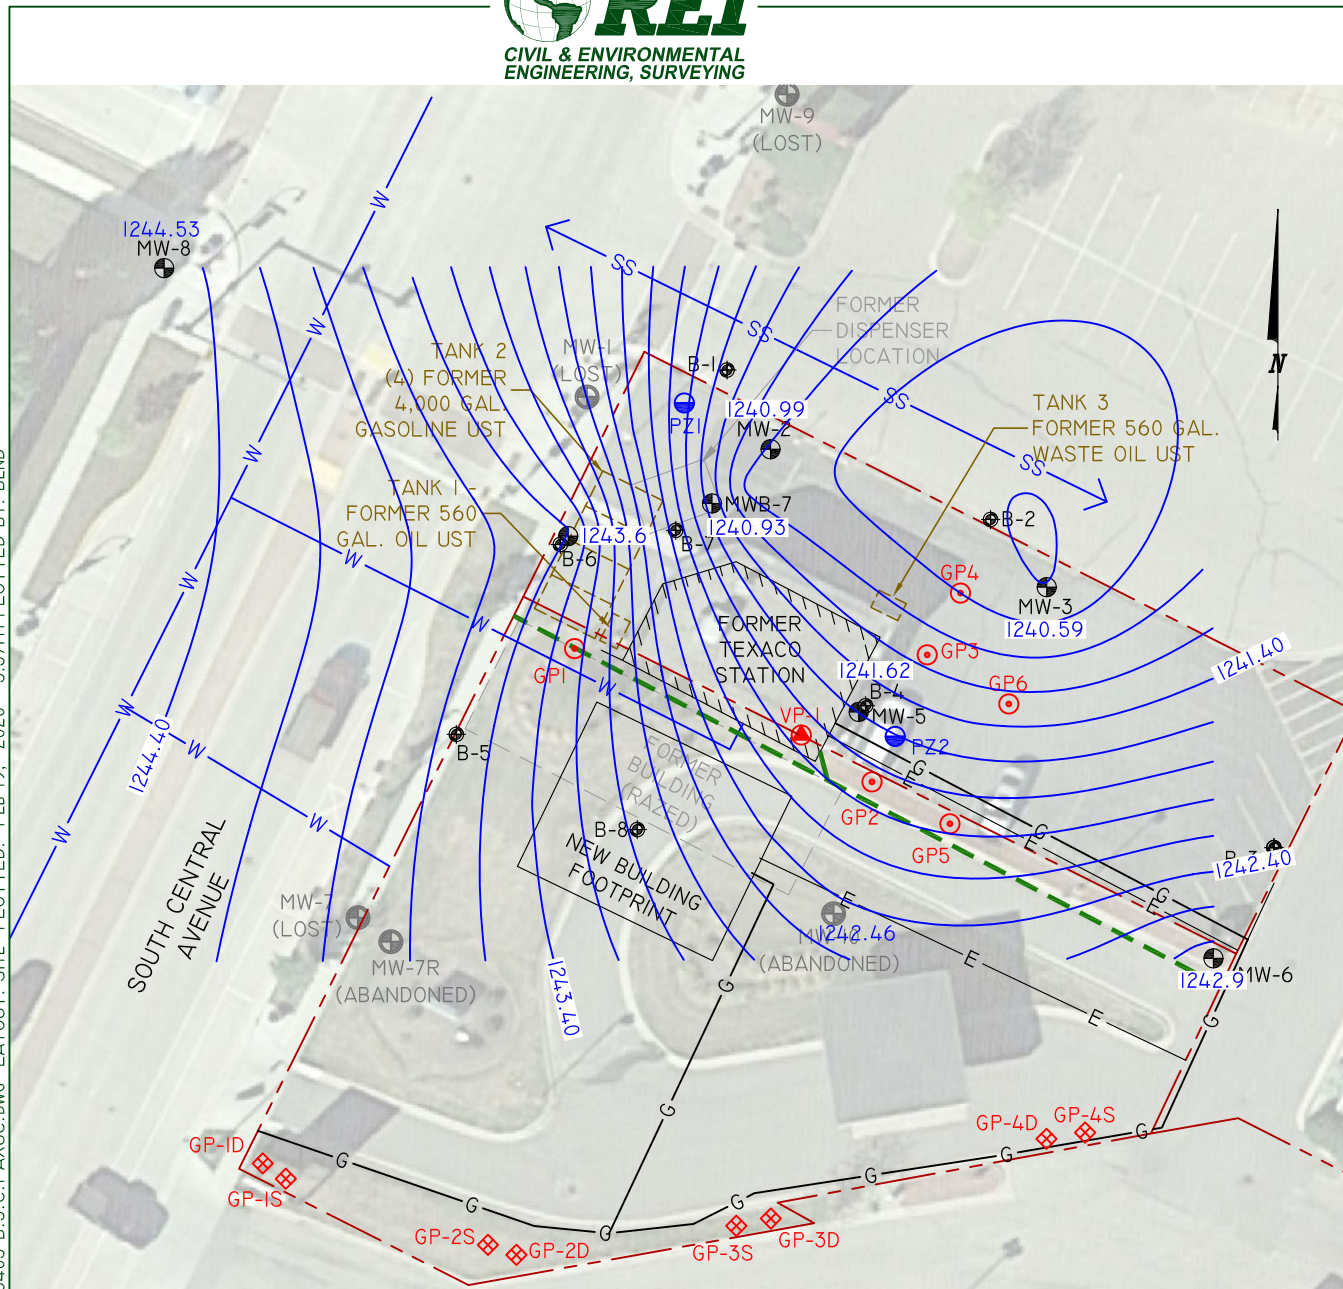 REI
CIVIL & ENVIRONMENTAL
ENGINEERING, SURVEYING
MW-9
(LOST)
1244.53
MW-8
W
SS
W
SS
FORMER
DISPENSER
LOCATION
TANK 2
(4) FORMER
4,000 GAL.
GASOLINE UST
MW-1
(LOST)
B-1
PZ1
1240.99
MW-2
SS
N
TANK 3
FORMER 560 GAL.
WASTE OIL UST
SS
W
TANK 1 -
FORMER 560
GAL. OIL UST
MWB-7
1240.93
1243.6
B-7
B-6
B-2
W
W
GP4
MW-3
1240.59
W
FORMER
TEXACO
STATION
GP1
W
GP3
1241.62
GP6
1241.40
B-4
MW-5
VP-1
PZ2
W
W
1244.40
B-5
FORMER
BUILDING
(RAZED)
G
E
GP2
GP5
G
E
W
W
B-8
NEW BUILDING
FOOTPRINT
1242.40
G
E
SOUTH CENTRAL
AVENUE
MW-7
(LOST)
MW-7R
(ABANDONED)
E
1242.46
(ABANDONED)
E
MW-6
1242.9
1243.40
G
E
G
G
GP-1D
GP-1S
G
G
GP-2S
GP-2D
G
G
GP-3S
GP-3D
G
G
GP-4D
GP-4S
G